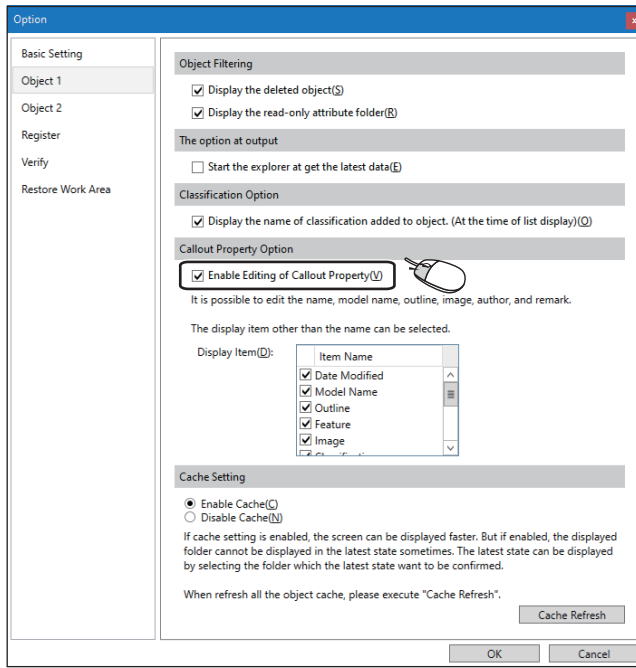 Option
Basic Setting
Object 1
Object 2
Register
Verify
Restore Work Area
Object Filtering
Display the deleted object(S)
Display the read-only attribute folder(R)
The option at output
Start the explorer at get the latest data(E)
Classification Option
Display the name of classification added to object. (At the time of list display)(O)
Callout Property Option
Enable Editing of Callout Property(V)
It is possible to edit the name, model name, outline, image, author, and remark.
The display item other than the name can be selected.
Display Item(D):
Item Name
Date Modified
Model Name
Outline
Feature
Image
Cache Setting
Enable Cache(C)
Disable Cache(N)
If cache setting is enabled, the screen can be displayed faster. But if enabled, the displayed
folder cannot be displayed in the latest state sometimes. The latest state can be displayed
by selecting the folder which the latest state want to be confirmed.
When refresh all the object cache, please execute "Cache Refresh".
Cache Refresh
OK
Cancel